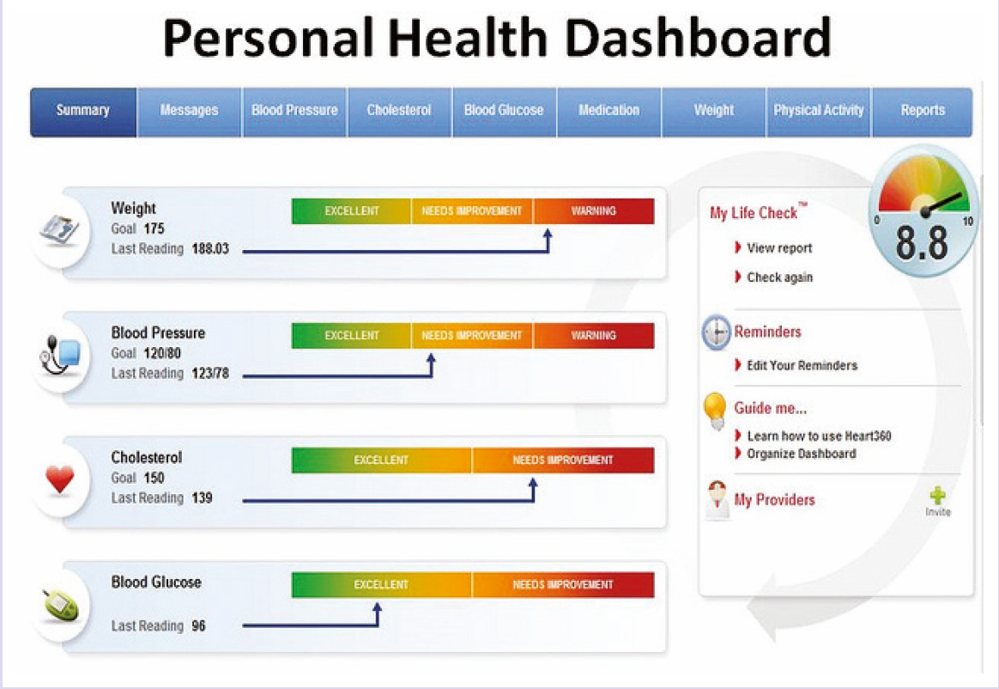 Personal Health Dashboard
Summary Messages Blood Pressure Cholesterol Blood Glucose Medication Weight Physical Activity Reports
Weight
Goal 175
Last Reading 188.03
EXCELLENT NEEDS IMPROVEMENT WARNING
Blood Pressure
Goal 120/80
Last Reading 123/78
EXCELLENT NEEDS IMPROVEMENT WARNING
Cholesterol
Goal 150
Last Reading 139
EXCELLENT NEEDS IMPROVEMENT
Blood Glucose
Last Reading 96
EXCELLENT NEEDS IMPROVEMENT
My Life Check™
0 10
8.8
View report
Check again
Reminders
Edit Your Reminders
Guide me...
Learn how to use Heart360
Organize Dashboard
My Providers
Invite